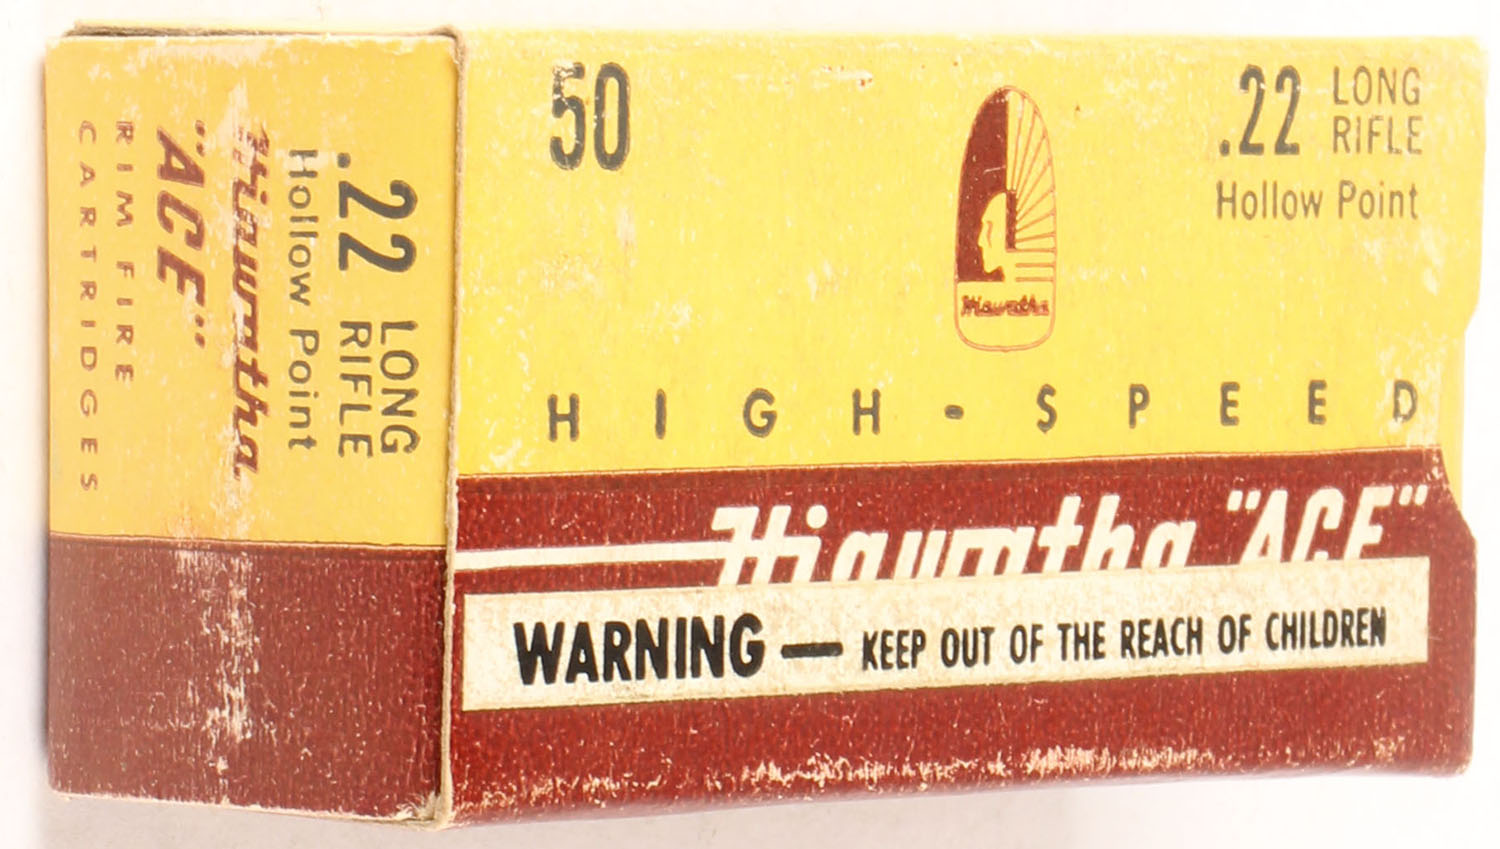 .22 LONG
RIFLE
Hollow Point
Hiawatha
"ACE"
RIM FIRE
CARTRIDGES
50
.22 LONG
RIFLE
Hollow Point
Hiawatha
HIGH-SPEED
Hiawatha "ACE"
WARNING — KEEP OUT OF THE REACH OF CHILDREN